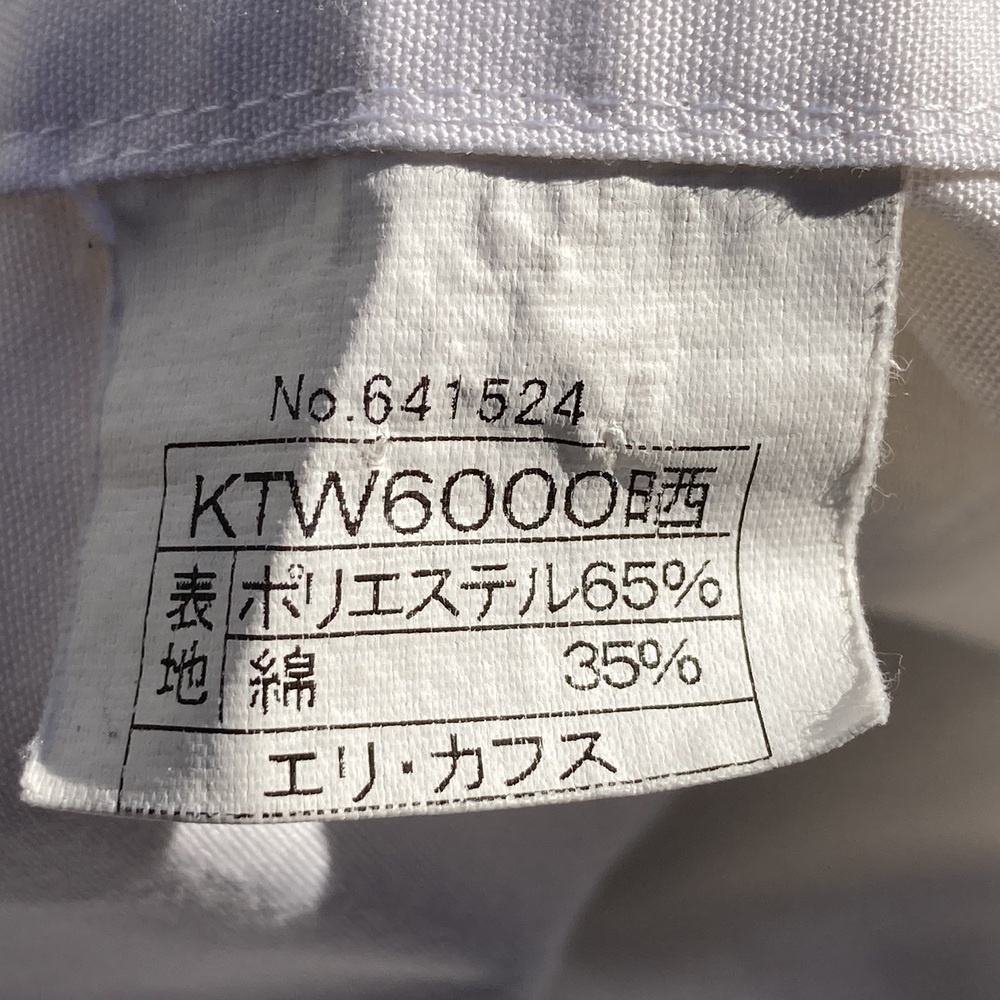 No.641524
KTW6000晒
表地 ポリエステル65%
綿 35%
エリ・カフス